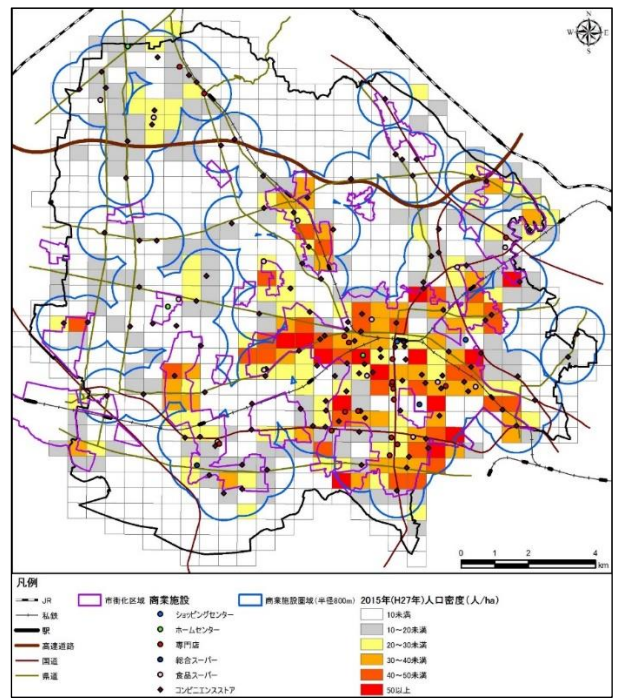 N
W E
S
0 1 2 4
km
凡例
JR
私鉄
駅
高速道路
国道
県道
市街化区域
商業施設
ショッピングセンター
ホームセンター
専門店
総合スーパー
食品スーパー
コンビニエンスストア
商業施設圏域(半径800m)
2015年(H27年)人口密度(人/ha)
10未満
10~20未満
20~30未満
30~40未満
40~50未満
50以上